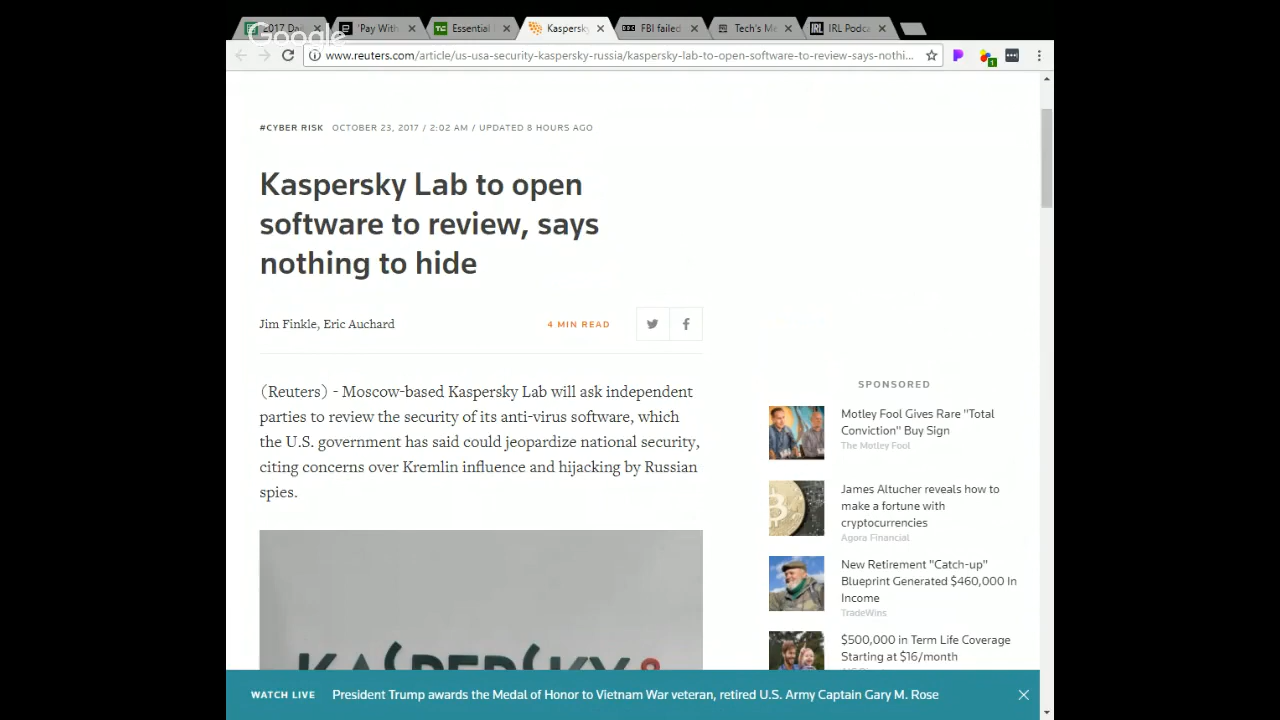 Google
2017 Dai
'Pay With
Essential
Kaspersky
FBI failed
Tech's Me
IRL Podca
www.reuters.com/article/us-usa-security-kaspersky-russia/kaspersky-lab-to-open-software-to-review-says-nothi...
1
#CYBER RISK OCTOBER 23, 2017 / 2:02 AM / UPDATED 8 HOURS AGO
Kaspersky Lab to open
software to review, says
nothing to hide
Jim Finkle, Eric Auchard
4 MIN READ
(Reuters) - Moscow-based Kaspersky Lab will ask independent
parties to review the security of its anti-virus software, which
the U.S. government has said could jeopardize national security,
citing concerns over Kremlin influence and hijacking by Russian
spies.
KASPERSKY
SPONSORED
Motley Fool Gives Rare "Total
Conviction" Buy Sign
The Motley Fool
James Altucher reveals how to
make a fortune with
cryptocurrencies
Agora Financial
New Retirement "Catch-up"
Blueprint Generated $460,000 In
Income
TradeWins
$500,000 in Term Life Coverage
Starting at $16/month
WATCH LIVE President Trump awards the Medal of Honor to Vietnam War veteran, retired U.S. Army Captain Gary M. Rose